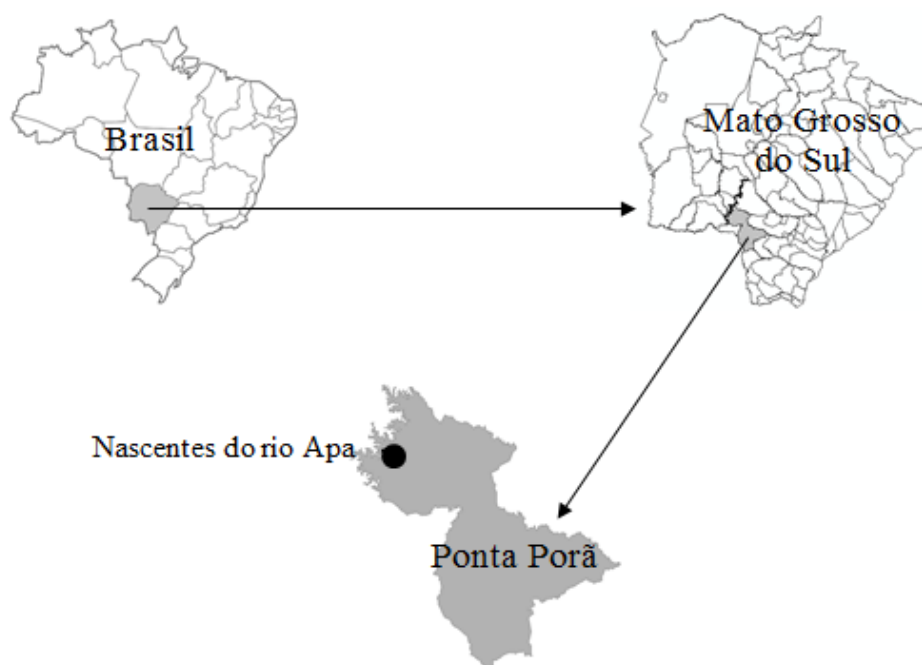 Brasil
Mato Grosso
do Sul
Nascentes do rio Apa
Ponta Porã